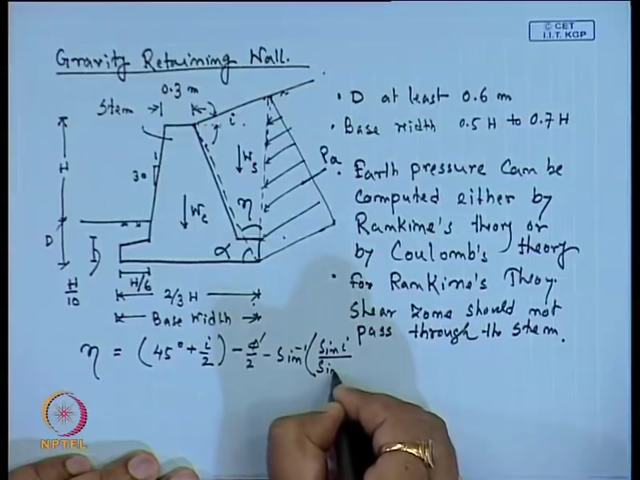 © CET
I.I.T. KGP
Gravity Retaining Wall.
0.3 m
Stem
i
H
30
Ws
Pa
η
Wc
D
α
H/10
H/6
2/3 H
Base width
• D at least 0.6 m
• Base width 0.5 H to 0.7 H
• Earth pressure can be
computed either by
Rankine's theory or
by Coulomb's theory
• for Rankine's Theory
shear zone should not
pass through the stem.
η = (45° + i/2) - φ'/2 - Sin⁻¹(Sin i/Sin
NPTEL